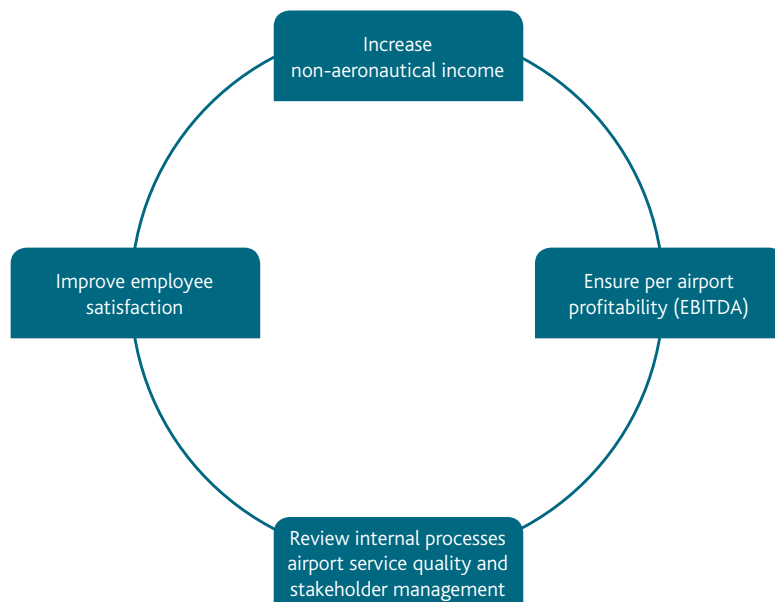 Increase
non-aeronautical income
Improve employee
satisfaction
Ensure per airport
profitability (EBITDA)
Review internal processes
airport service quality and
stakeholder management